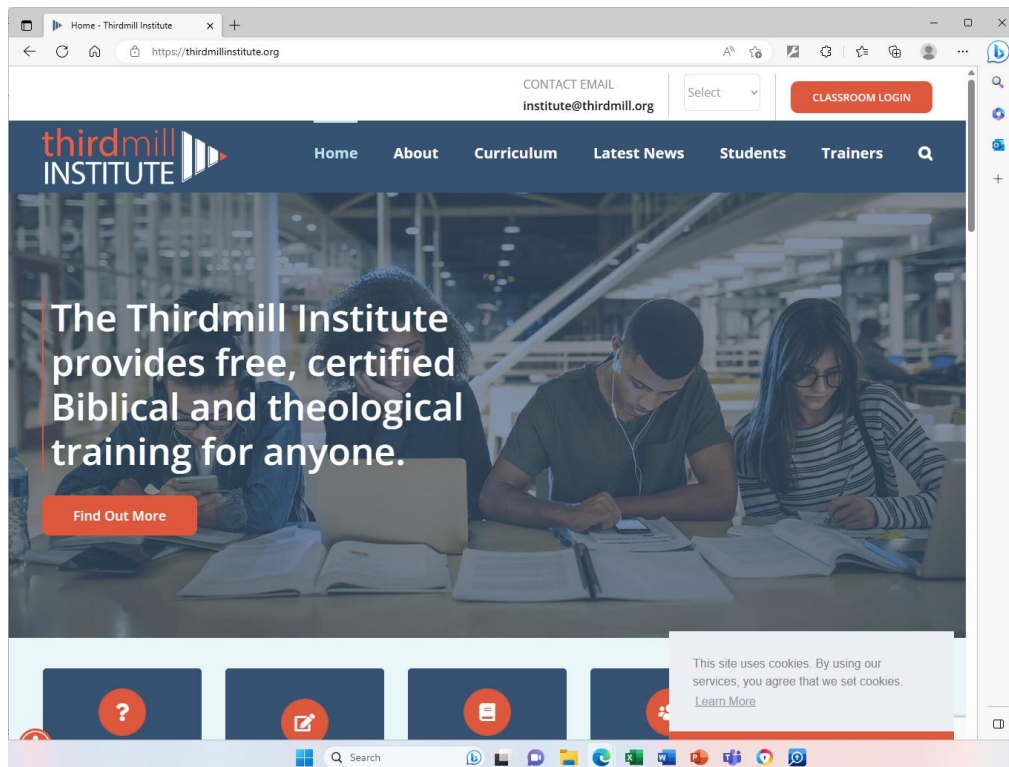 Home - Thirdmill Institute
https://thirdmillinstitute.org
CONTACT EMAIL
institute@thirdmill.org
Select
CLASSROOM LOGIN
thirdmill
INSTITUTE
Home About Curriculum Latest News Students Trainers
The Thirdmill Institute
provides free, certified
Biblical and theological
training for anyone.
Find Out More
This site uses cookies. By using our
services, you agree that we set cookies.
Learn More
Search